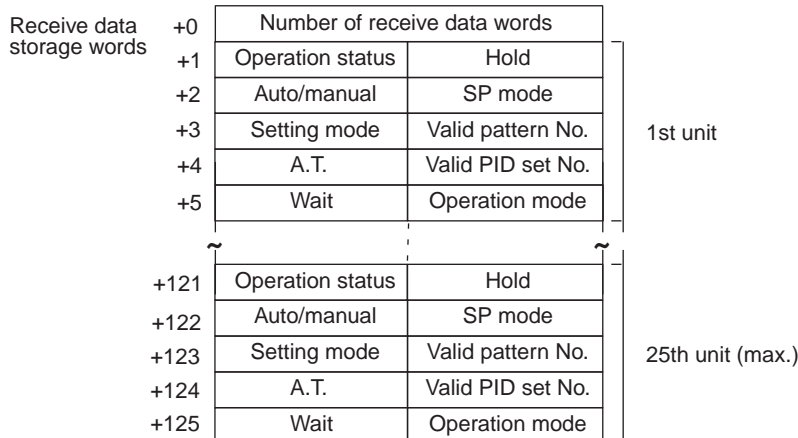 Receive data
storage words
+0 Number of receive data words
+1 Operation status Hold
+2 Auto/manual SP mode
+3 Setting mode Valid pattern No.
1st unit
+4 A.T. Valid PID set No.
+5 Wait Operation mode
~ ~
+121 Operation status Hold
+122 Auto/manual SP mode
+123 Setting mode Valid pattern No.
25th unit (max.)
+124 A.T. Valid PID set No.
+125 Wait Operation mode